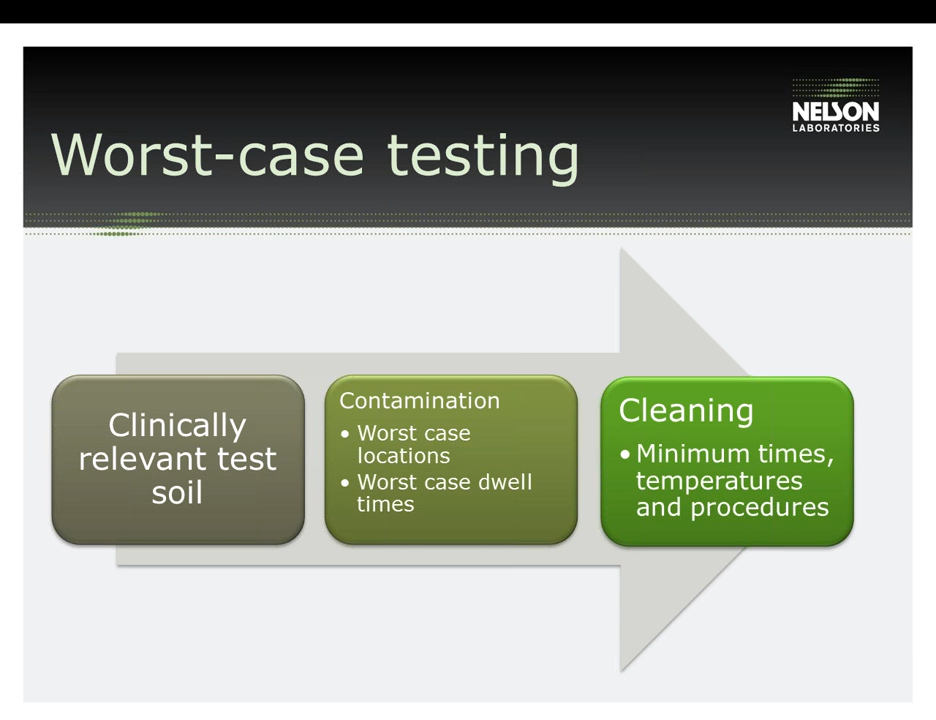 NELSON
LABORATORIES
Worst-case testing
Clinically
relevant test
soil
Contamination
• Worst case
locations
• Worst case dwell
times
Cleaning
• Minimum times,
temperatures
and procedures